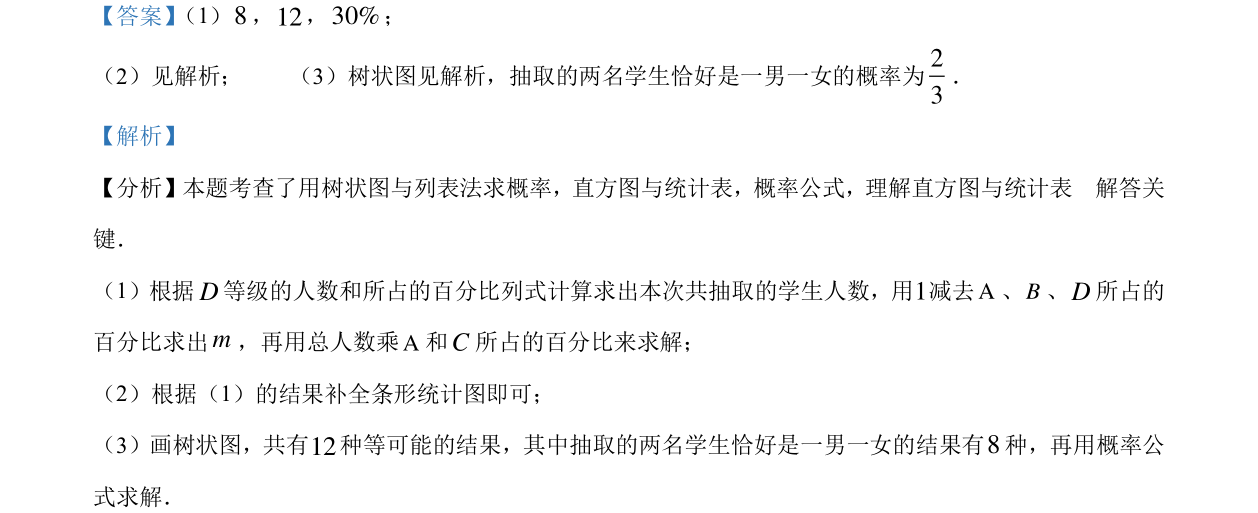 【答案】（1）8，12，30%；
（2）见解析； （3）树状图见解析，抽取的两名学生恰好是一男一女的概率为2/3．
【解析】
【分析】本题考查了用树状图与列表法求概率，直方图与统计表，概率公式，理解直方图与统计表 解答关
键．
（1）根据D等级的人数和所占的百分比列式计算求出本次共抽取的学生人数，用1减去A、B、D所占的
百分比求出m，再用总人数乘A和C所占的百分比来求解；
（2）根据（1）的结果补全条形统计图即可；
（3）画树状图，共有12种等可能的结果，其中抽取的两名学生恰好是一男一女的结果有8种，再用概率公
式求解．